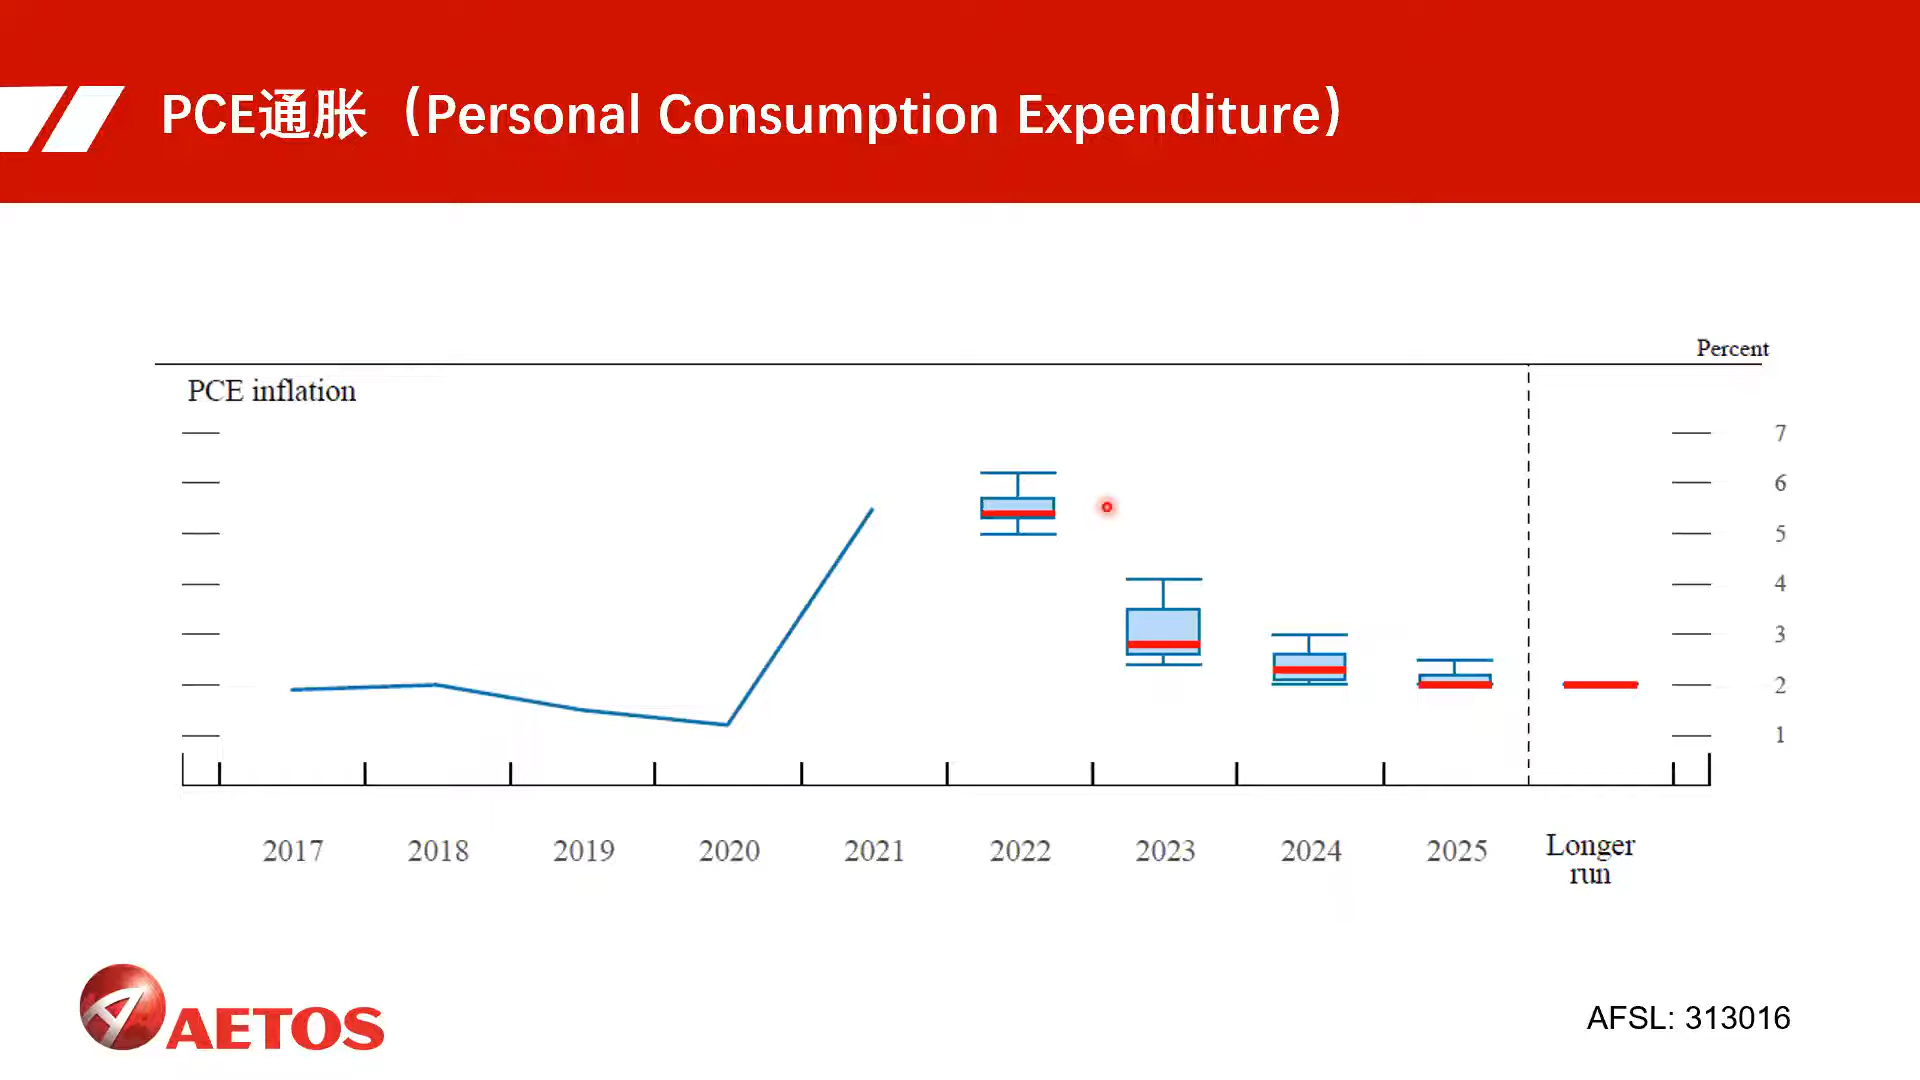 PCE通胀（Personal Consumption Expenditure）
Percent
PCE inflation
7
6
5
4
3
2
1
2017 2018 2019 2020 2021 2022 2023 2024 2025 Longer run
AETOS
AFSL: 313016